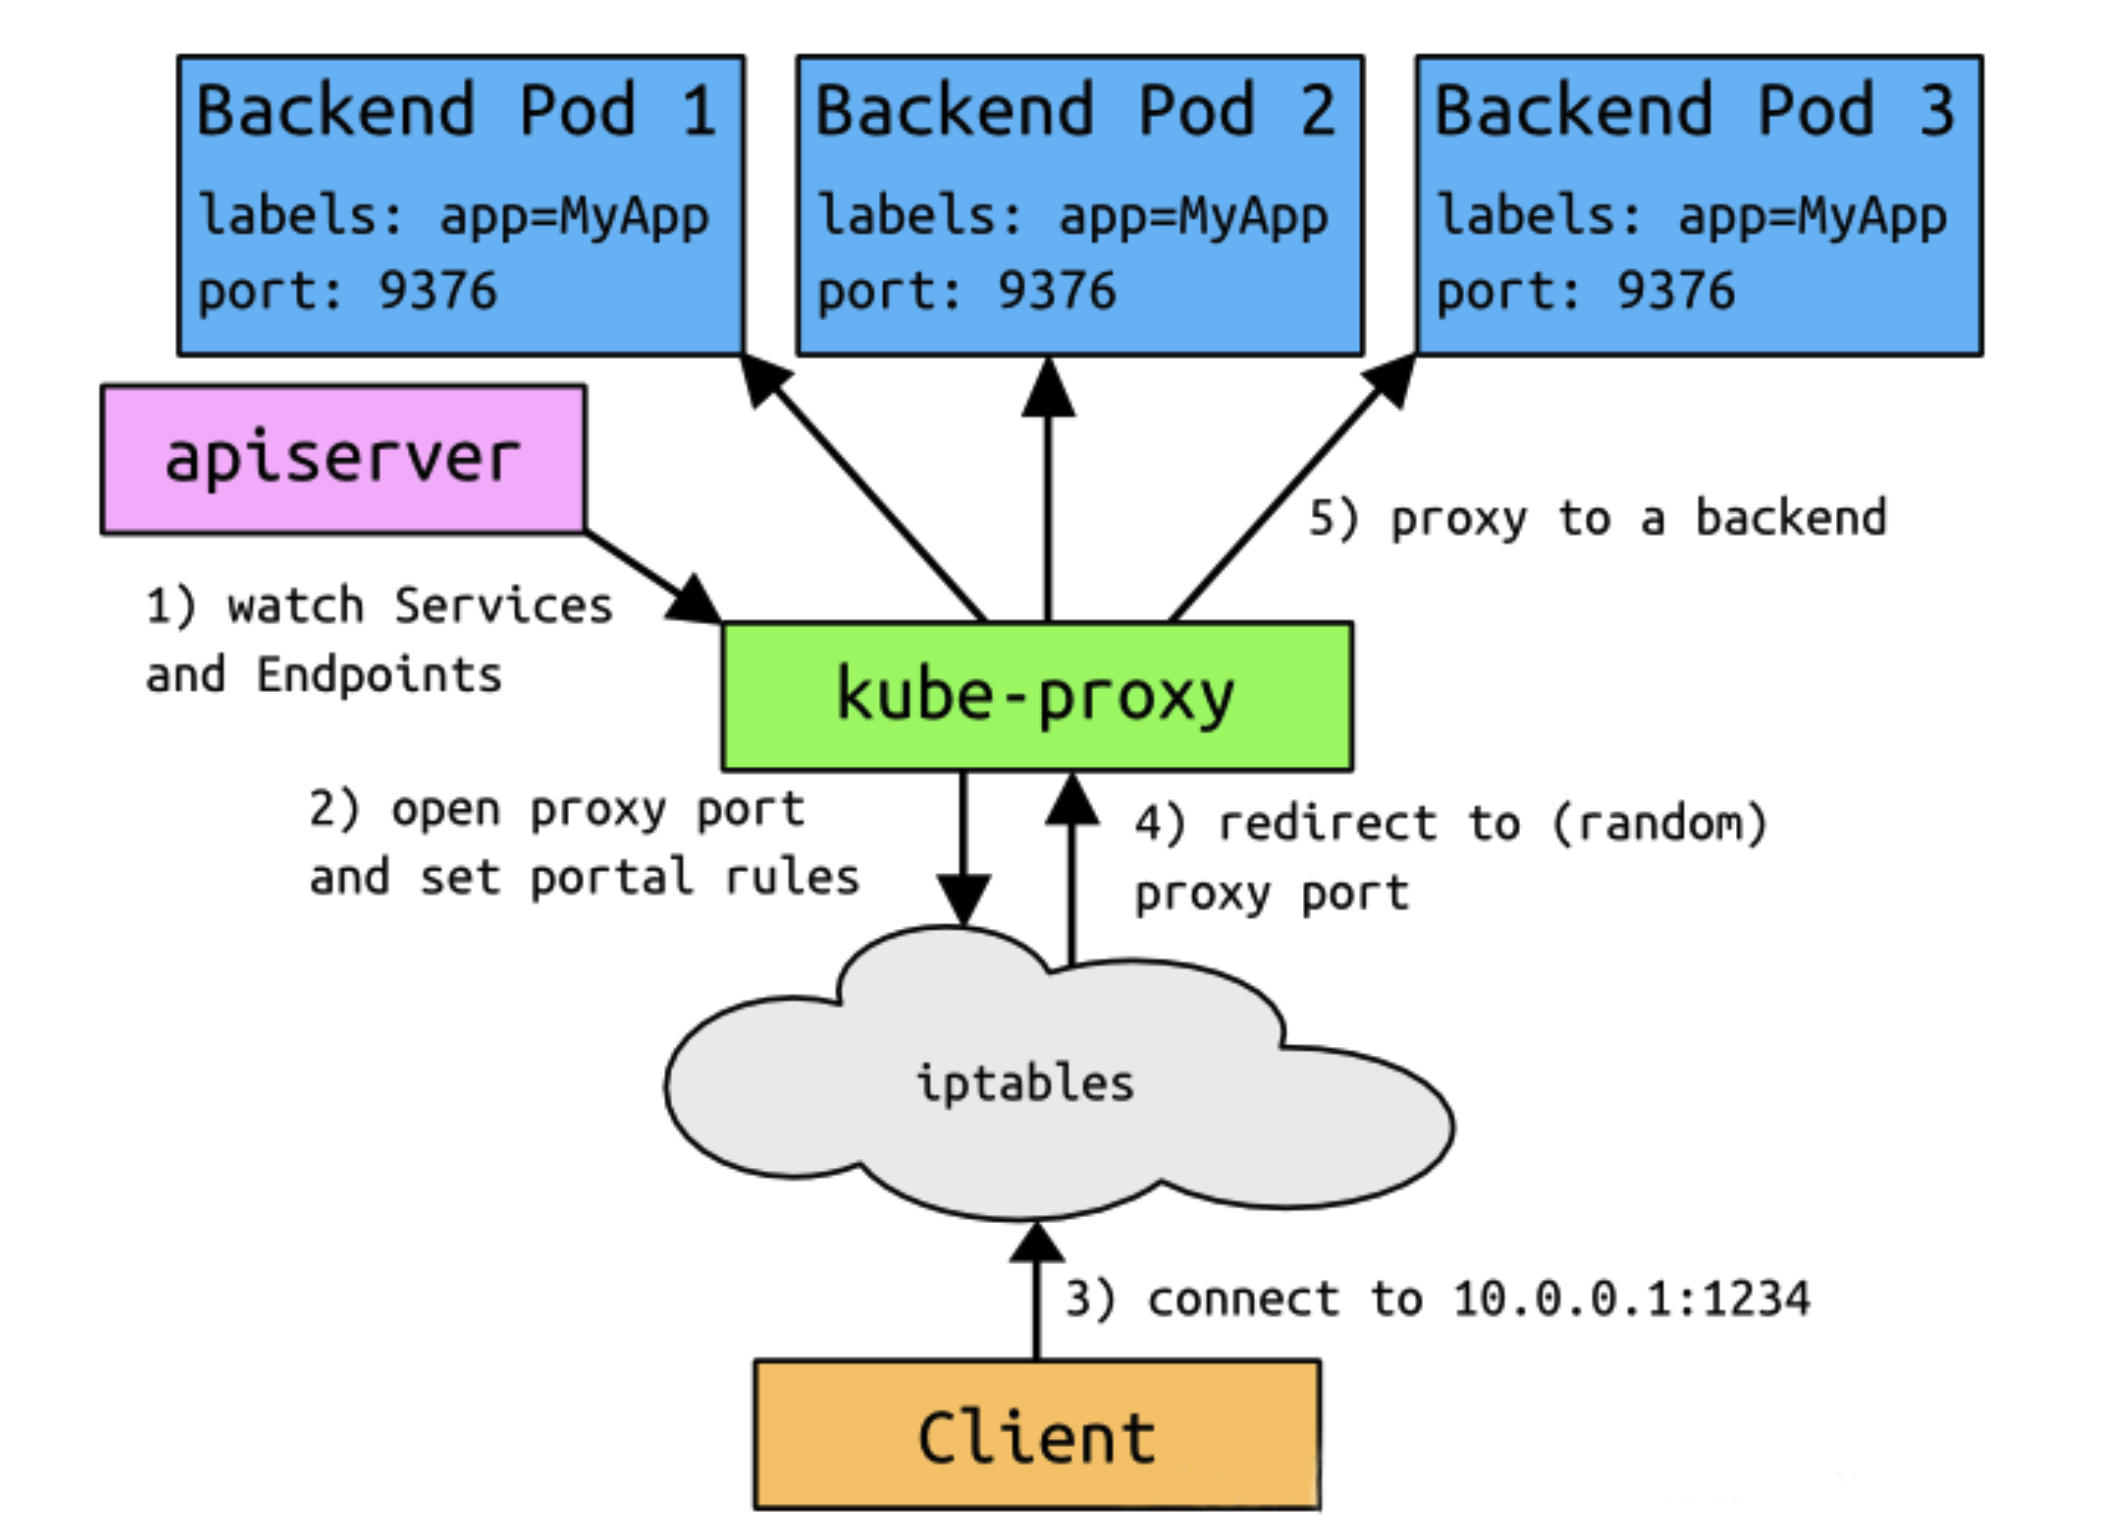 Backend Pod 1
labels: app=MyApp
port: 9376
Backend Pod 2
labels: app=MyApp
port: 9376
Backend Pod 3
labels: app=MyApp
port: 9376
apiserver
5) proxy to a backend
1) watch Services
and Endpoints
kube-proxy
2) open proxy port
and set portal rules
4) redirect to (random)
proxy port
iptables
3) connect to 10.0.0.1:1234
Client